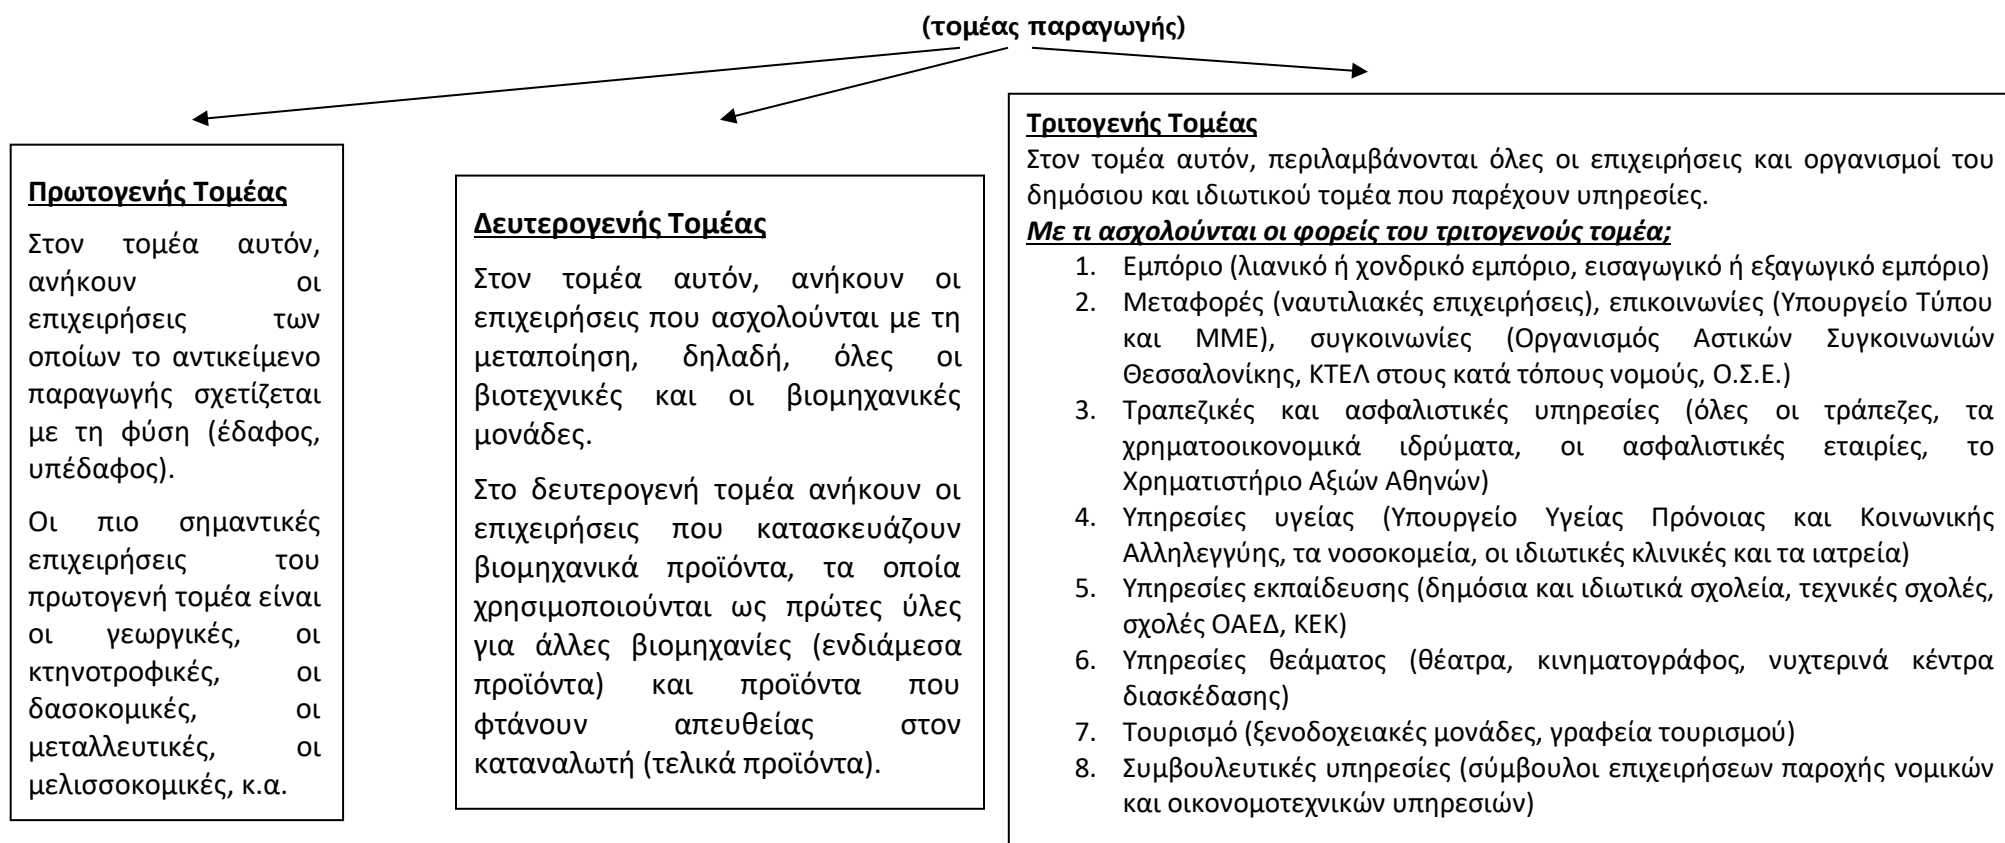 (τομέας παραγωγής)
Πρωτογενής Τομέας
Στον τομέα αυτόν,
ανήκουν οι
επιχειρήσεις των
οποίων το αντικείμενο
παραγωγής σχετίζεται
με τη φύση (έδαφος,
υπέδαφος).
Οι πιο σημαντικές
επιχειρήσεις του
πρωτογενή τομέα είναι
οι γεωργικές, οι
κτηνοτροφικές, οι
δασοκομικές, οι
μεταλλευτικές, οι
μελισσοκομικές, κ.α.
Δευτερογενής Τομέας
Στον τομέα αυτόν, ανήκουν οι
επιχειρήσεις που ασχολούνται με τη
μεταποίηση, δηλαδή, όλες οι
βιοτεχνικές και οι βιομηχανικές
μονάδες.
Στο δευτερογενή τομέα ανήκουν οι
επιχειρήσεις που κατασκευάζουν
βιομηχανικά προϊόντα, τα οποία
χρησιμοποιούνται ως πρώτες ύλες
για άλλες βιομηχανίες (ενδιάμεσα
προϊόντα) και προϊόντα που
φτάνουν απευθείας στον
καταναλωτή (τελικά προϊόντα).
Τριτογενής Τομέας
Στον τομέα αυτόν, περιλαμβάνονται όλες οι επιχειρήσεις και οργανισμοί του
δημόσιου και ιδιωτικού τομέα που παρέχουν υπηρεσίες.
Με τι ασχολούνται οι φορείς του τριτογενούς τομέα;
1. Εμπόριο (λιανικό ή χονδρικό εμπόριο, εισαγωγικό ή εξαγωγικό εμπόριο)
2. Μεταφορές (ναυτιλιακές επιχειρήσεις), επικοινωνίες (Υπουργείο Τύπου
και ΜΜΕ), συγκοινωνίες (Οργανισμός Αστικών Συγκοινωνιών
Θεσσαλονίκης, ΚΤΕΛ στους κατά τόπους νομούς, Ο.Σ.Ε.)
3. Τραπεζικές και ασφαλιστικές υπηρεσίες (όλες οι τράπεζες, τα
χρηματοοικονομικά ιδρύματα, οι ασφαλιστικές εταιρίες, το
Χρηματιστήριο Αξιών Αθηνών)
4. Υπηρεσίες υγείας (Υπουργείο Υγείας Πρόνοιας και Κοινωνικής
Αλληλεγγύης, τα νοσοκομεία, οι ιδιωτικές κλινικές και τα ιατρεία)
5. Υπηρεσίες εκπαίδευσης (δημόσια και ιδιωτικά σχολεία, τεχνικές σχολές,
σχολές ΟΑΕΔ, ΚΕΚ)
6. Υπηρεσίες θεάματος (θέατρα, κινηματογράφος, νυχτερινά κέντρα
διασκέδασης)
7. Τουρισμό (ξενοδοχειακές μονάδες, γραφεία τουρισμού)
8. Συμβουλευτικές υπηρεσίες (σύμβουλοι επιχειρήσεων παροχής νομικών
και οικονομοτεχνικών υπηρεσιών)